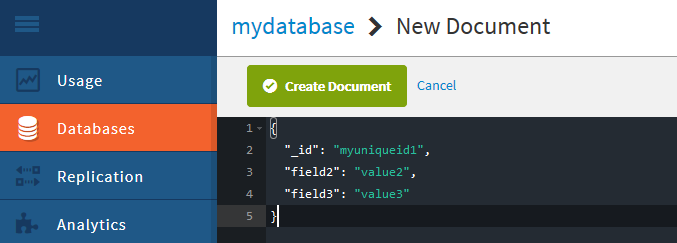 mydatabase > New Document
Usage
Databases
Replication
Analytics
Create Document Cancel
1 {
2 "_id": "myuniqueid1",
3 "field2": "value2",
4 "field3": "value3"
5 }